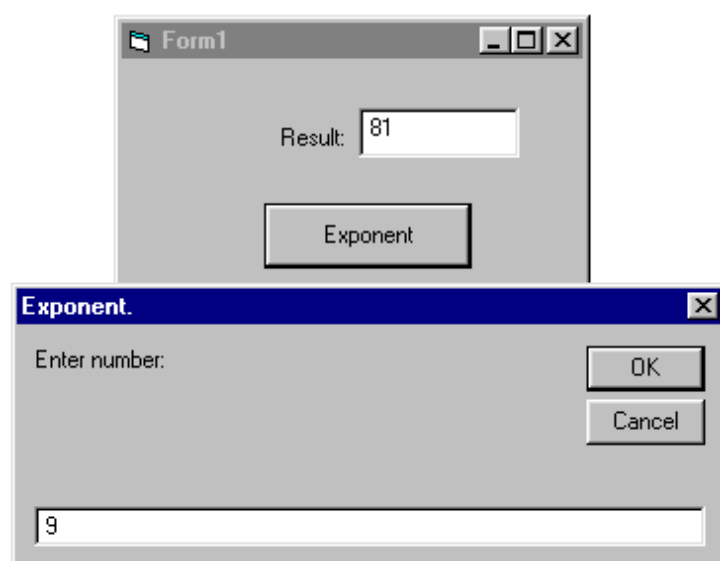 Form1
Result: 81
Exponent
Exponent.
Enter number:
OK
Cancel
9